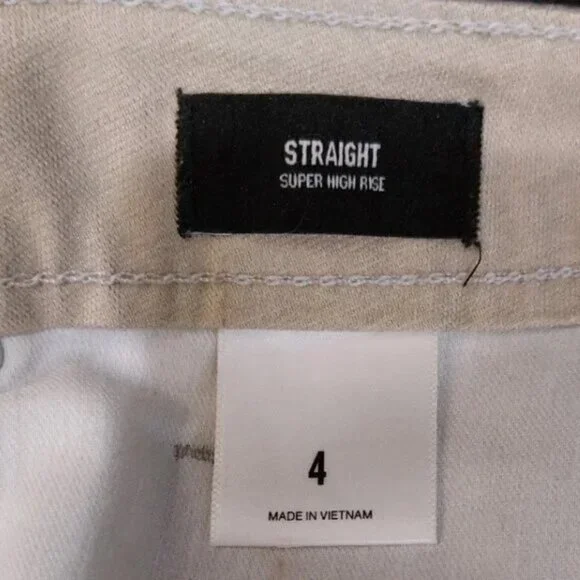 STRAIGHT
SUPER HIGH RISE
4
MADE IN VIETNAM